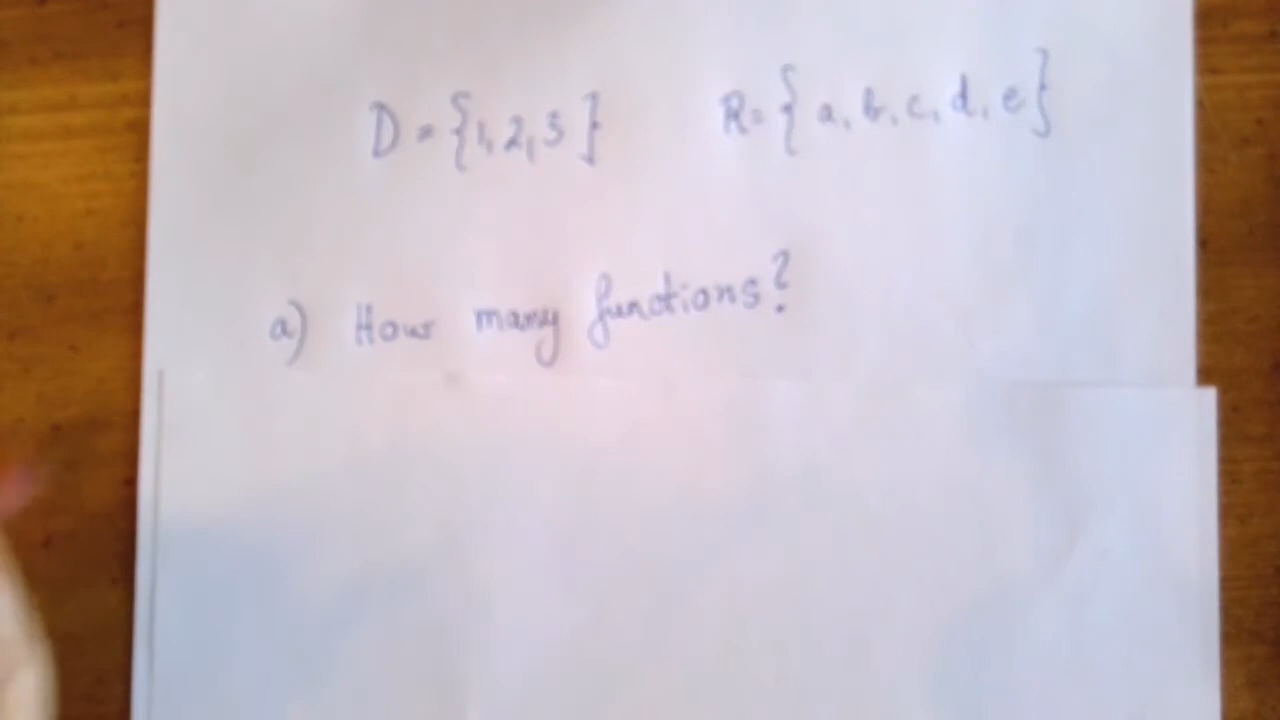 D = {1, 2, 3} R = {a, b, c, d, e}
a) How many functions?